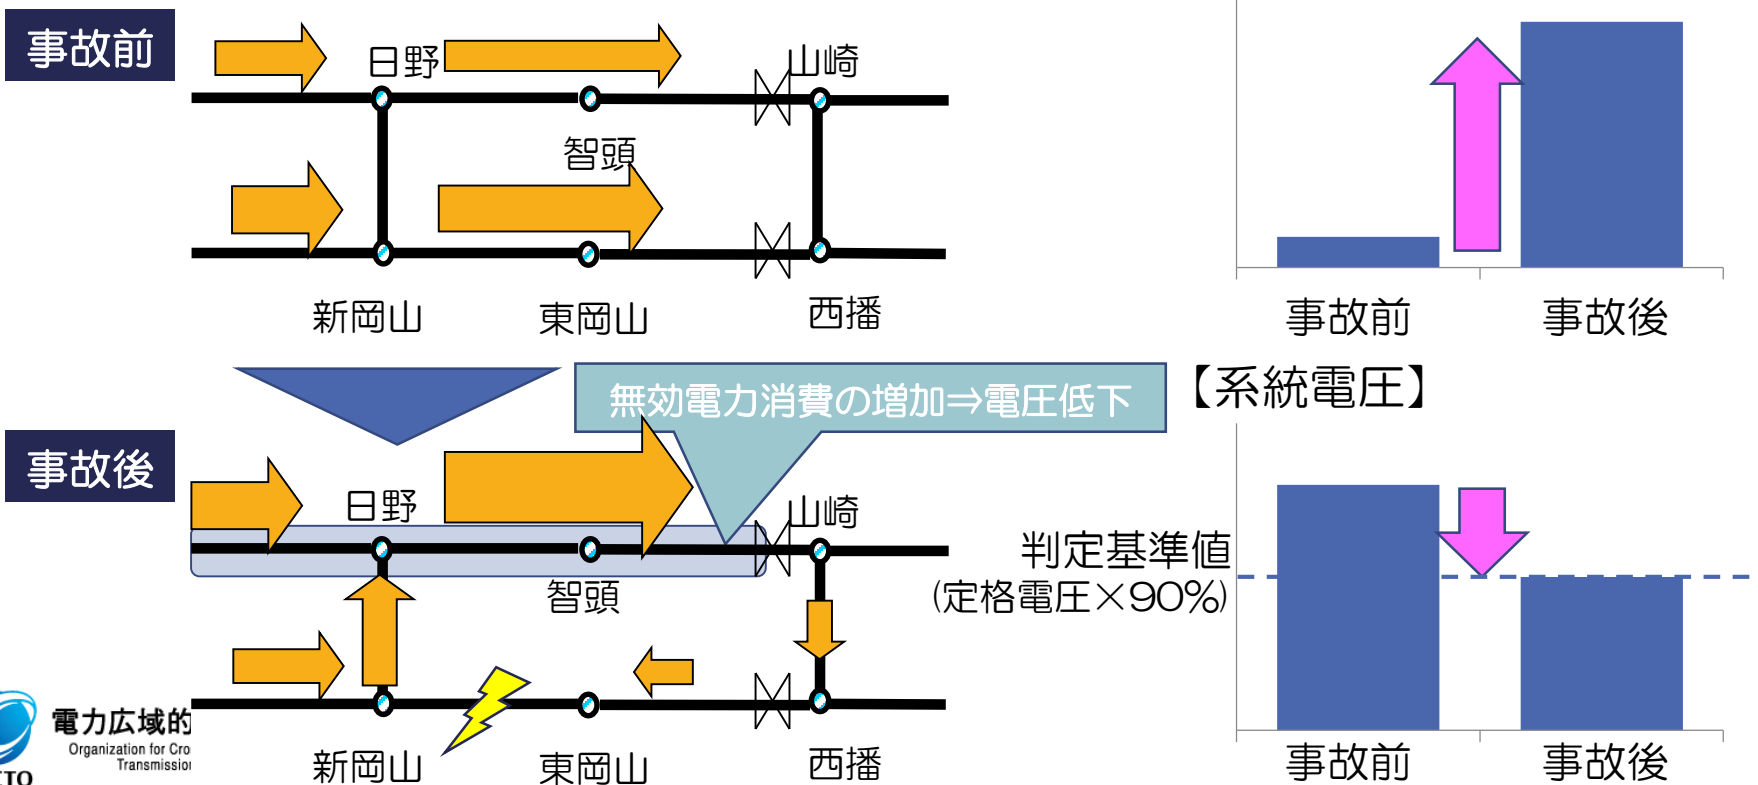 事故前
日野
山崎
智頭
新岡山
東岡山
西播
事故前
事故後
無効電力消費の増加⇒電圧低下
【系統電圧】
事故後
日野
山崎
智頭
判定基準値
(定格電圧×90%)
新岡山
東岡山
西播
事故前
事故後
電力広域的
Organization for Cro
Transmission